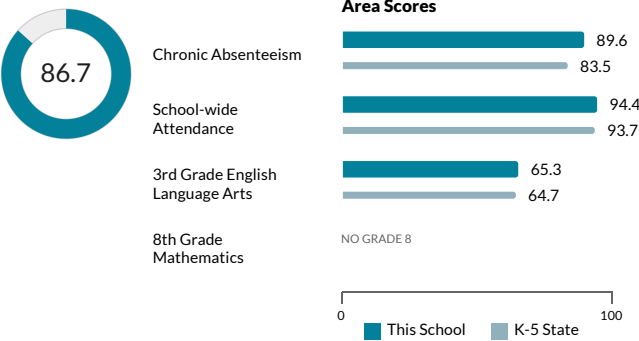 Area Scores
86.7
Chronic Absenteeism
89.6
83.5
School-wide
Attendance
94.4
93.7
3rd Grade English
Language Arts
65.3
64.7
8th Grade
Mathematics
NO GRADE 8
0
100
This School
K-5 State